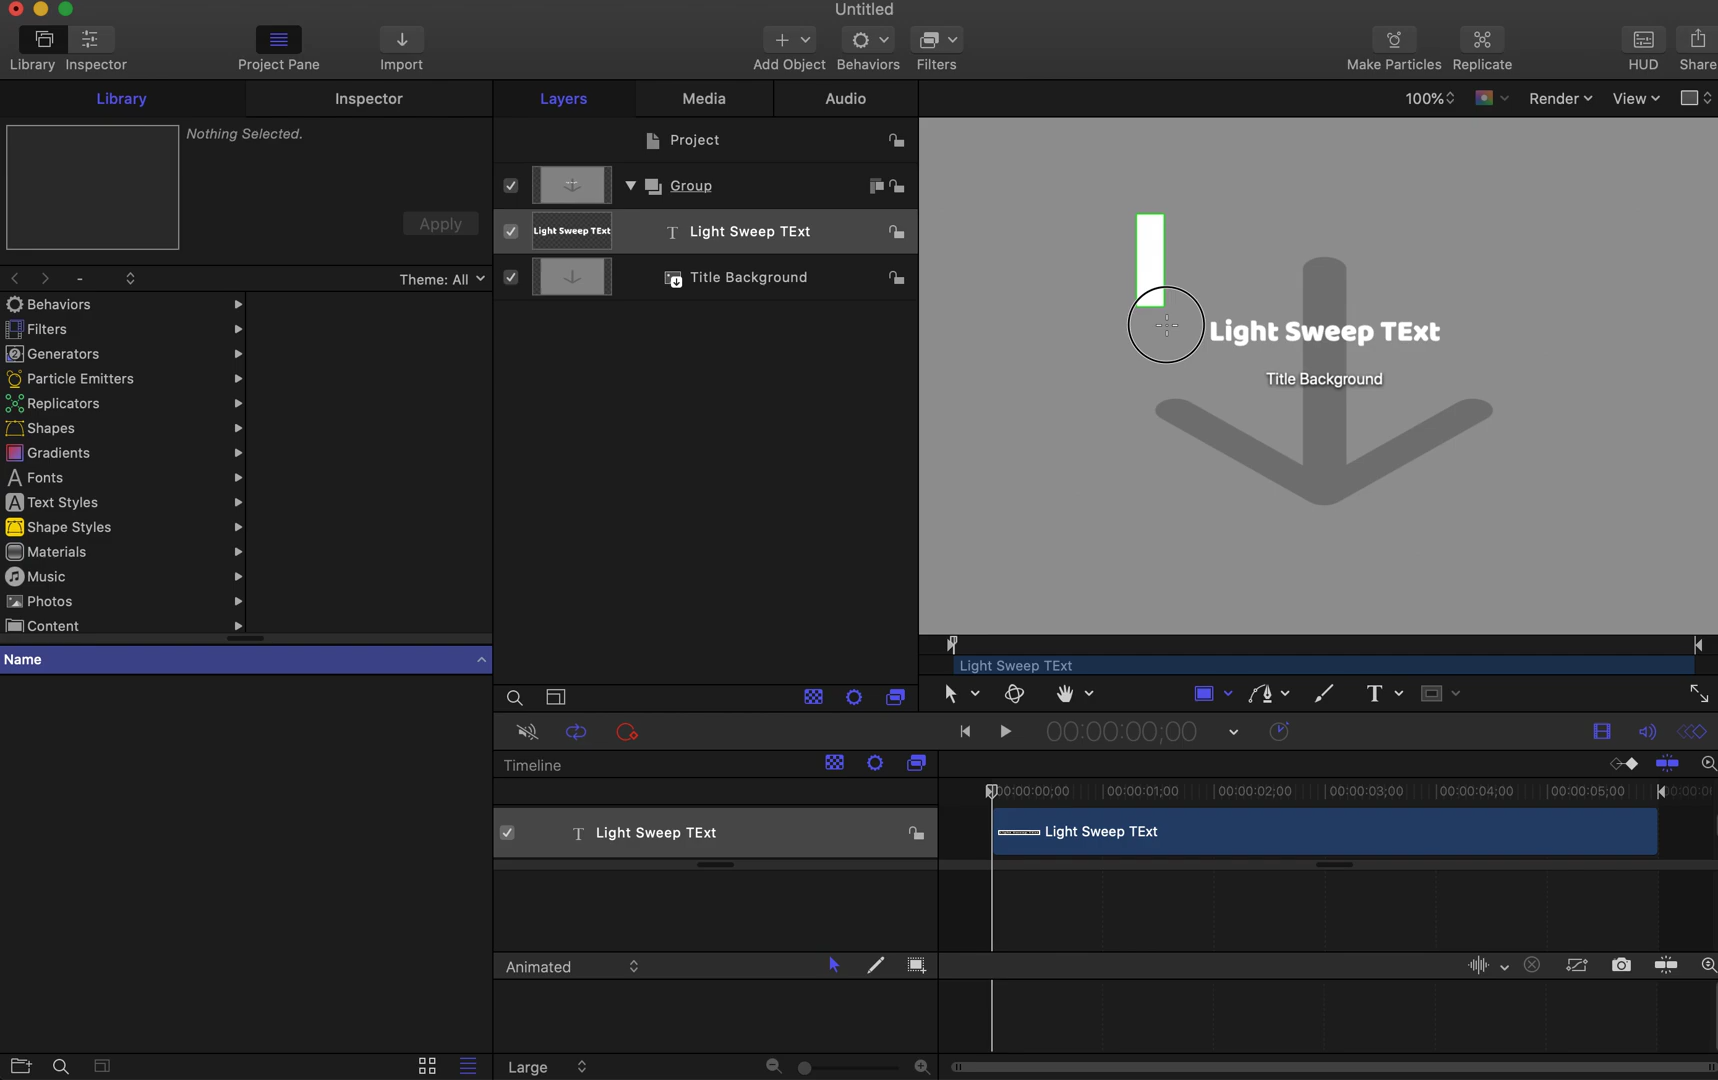 Untitled
Library Inspector Project Pane Import Add Object Behaviors Filters Make Particles Replicate HUD Share
Library Inspector Layers Media Audio 100% Render View
Nothing Selected.
Apply
Project
Group
Light Sweep TExt Light Sweep TExt
Title Background
- Theme: All
Behaviors
Filters
Generators
Particle Emitters
Replicators
Shapes
Gradients
Fonts
Text Styles
Shape Styles
Materials
Music
Photos
Content
Name
Light Sweep TExt
Title Background
Light Sweep TExt
T
00:00:00;00
Timeline
00:00:00;00 00:00:01;00 00:00:02;00 00:00:03;00 00:00:04;00 00:00:05;00
T Light Sweep TExt Light Sweep TExt
Animated
Large